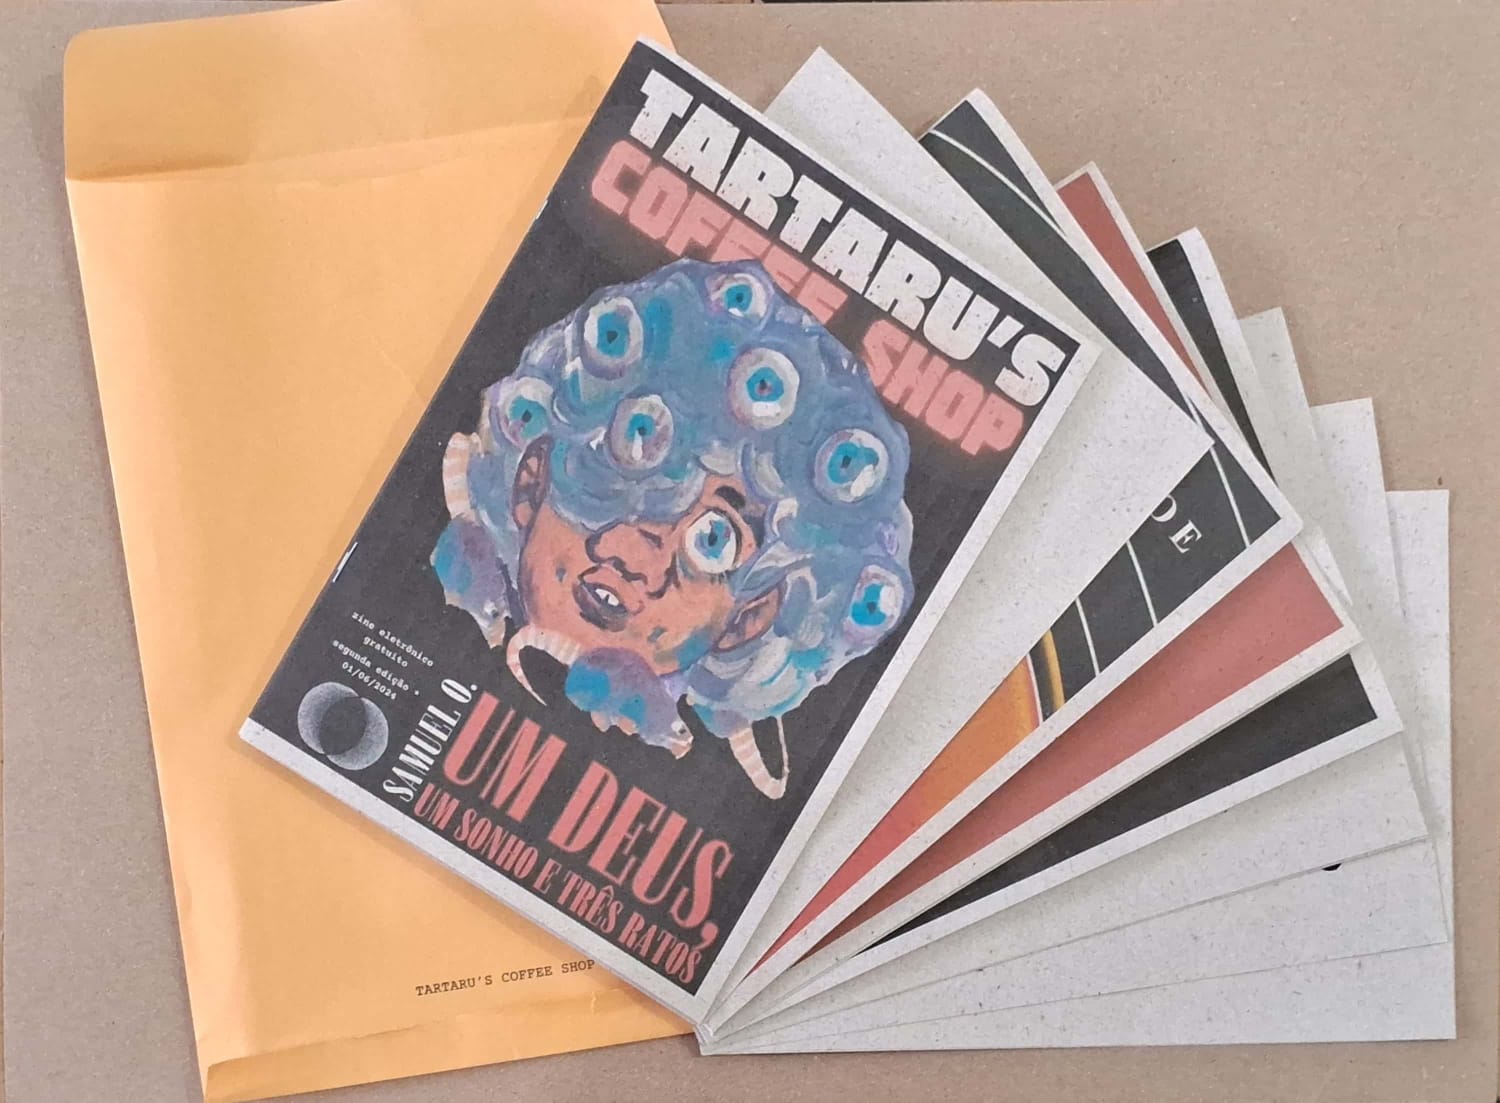 TARTARU'S
COFFEE SHOP
zine eletrônico
gratuito
segunda edição •
01/06/2024
SAMUEL O.
UM DEUS,
UM SONHO E TRÊS RATOS
DE
TARTARU'S COFFEE SHOP